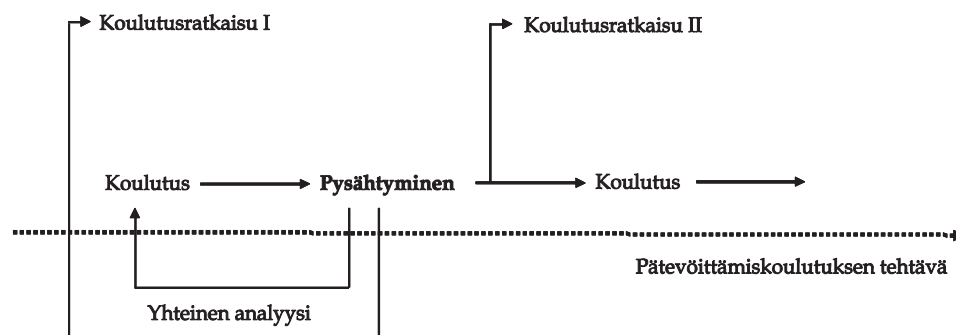 Koulutusratkaisu I
Koulutusratkaisu II
Koulutus
Pysähtyminen
Koulutus
Pätevöittämiskoulutuksen tehtävä
Yhteinen analyysi